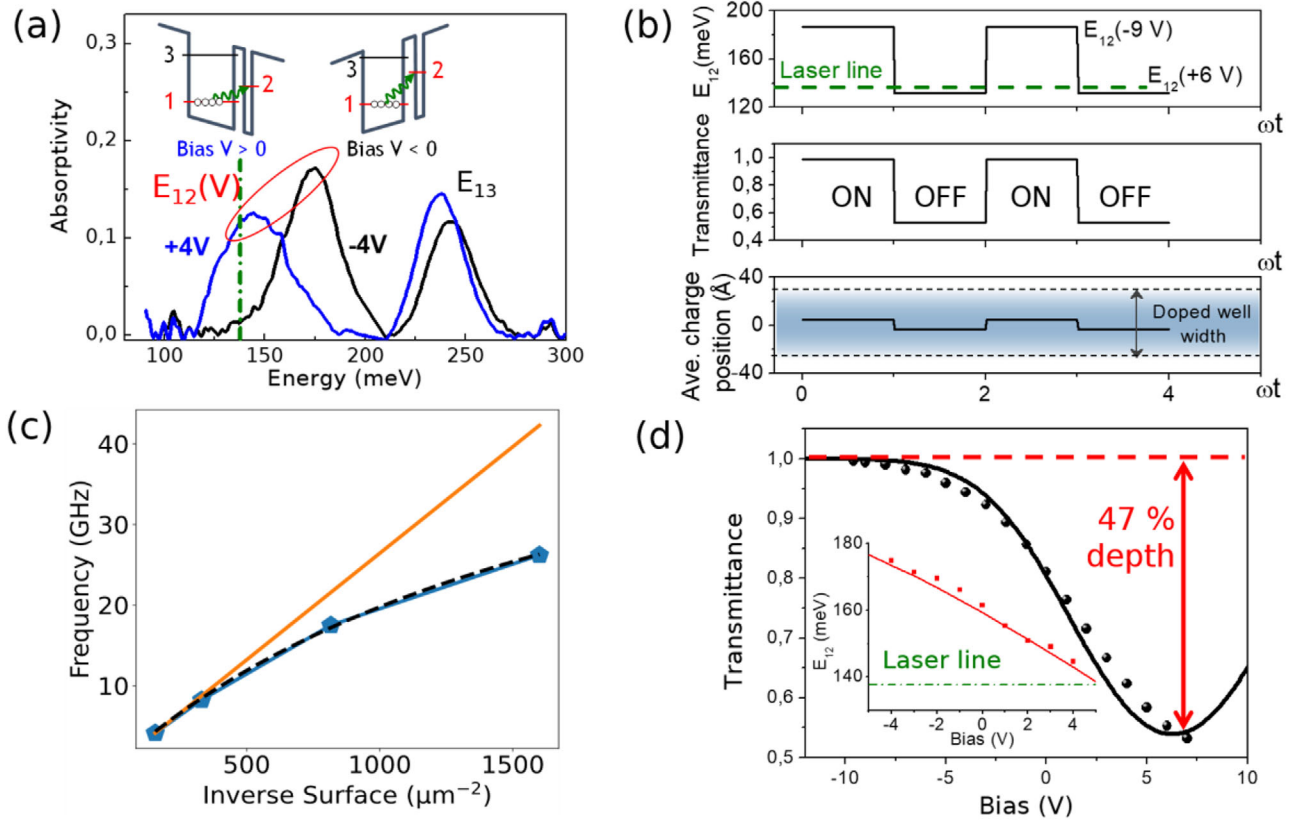 (a)
0,3
0,2
0,1
0,0
Absorptivity
3
2
1
Bias V > 0
3
2
1
Bias V < 0
E12(V)
E13
+4V
-4V
100
150
200
250
300
Energy (meV)
(b)
200
160
120
E12(meV)
Laser line
E12(-9 V)
E12(+6 V)
ωt
1,0
0,8
0,6
0,4
Transmittance
ON
OFF
ON
OFF
ωt
40
0
-40
Ave. charge
position (Å)
Doped well
width
0
2
4
ωt
(c)
40
30
20
10
Frequency (GHz)
500
1000
1500
Inverse Surface (μm⁻²)
(d)
1,0
0,9
0,8
0,7
0,6
0,5
Transmittance
47 %
depth
180
160
140
E12 (meV)
Laser line
-4
-2
0
2
4
Bias (V)
-10
-5
0
5
10
Bias (V)